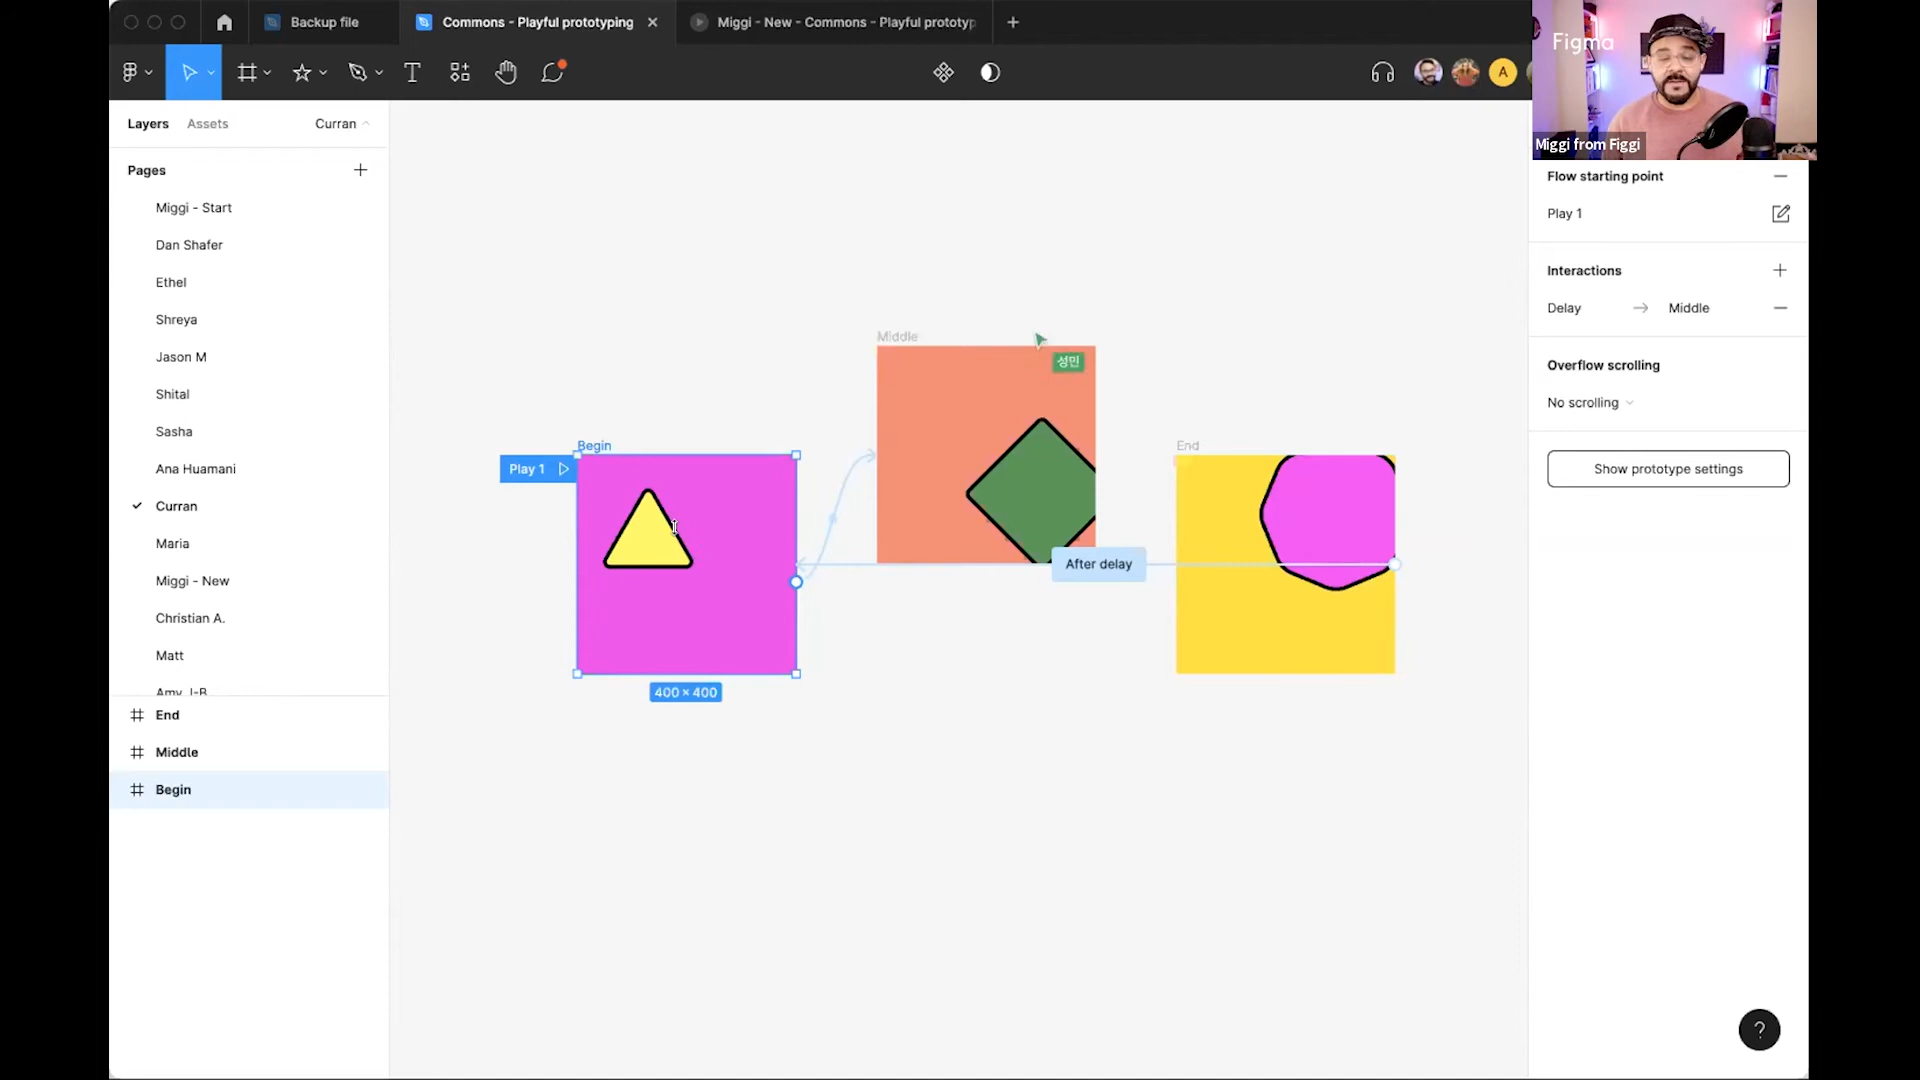 Backup file
Commons - Playful prototyping
Miggi - New - Commons - Playful prototyp
Figma
Miggi from Figgi
A
Layers
Assets
Curran
Pages
Miggi - Start
Dan Shafer
Ethel
Shreya
Jason M
Shital
Sasha
Ana Huamani
Curran
Maria
Miggi - New
Christian A.
Matt
Amy J-B
End
Middle
Begin
Middle
성민
Begin
Play 1
End
After delay
400 × 400
Flow starting point
Play 1
Interactions
Delay
Middle
Overflow scrolling
No scrolling
Show prototype settings
?